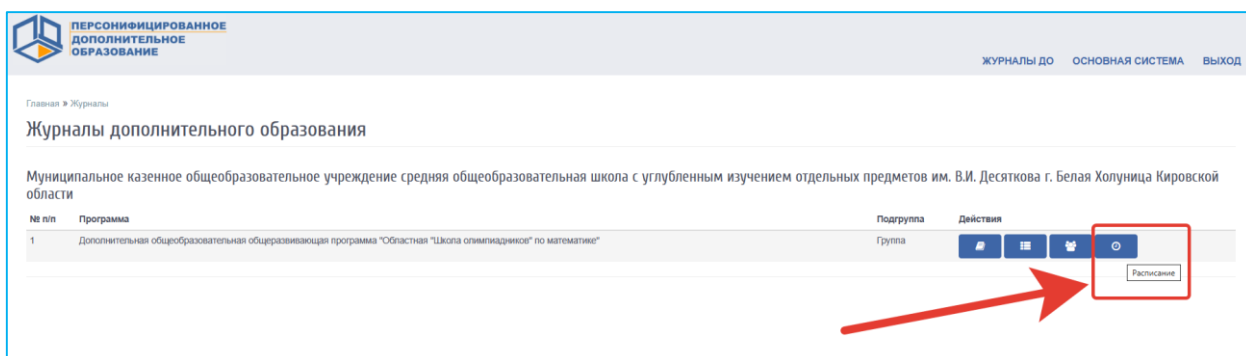 ПЕРСОНИФИЦИРОВАННОЕ
ДОПОЛНИТЕЛЬНОЕ
ОБРАЗОВАНИЕ
ЖУРНАЛЫ ДО ОСНОВНАЯ СИСТЕМА ВЫХОД
Главная » Журналы
Журналы дополнительного образования
Муниципальное казенное общеобразовательное учреждение средняя общеобразовательная школа с углубленным изучением отдельных предметов им. В.И. Десяткова г. Белая Холуница Кировской
области
№ п/п Программа Подгруппа Действия
1 Дополнительная общеобразовательная общеразвивающая программа "Областная "Школа олимпиадников" по математике" Группа
Расписание